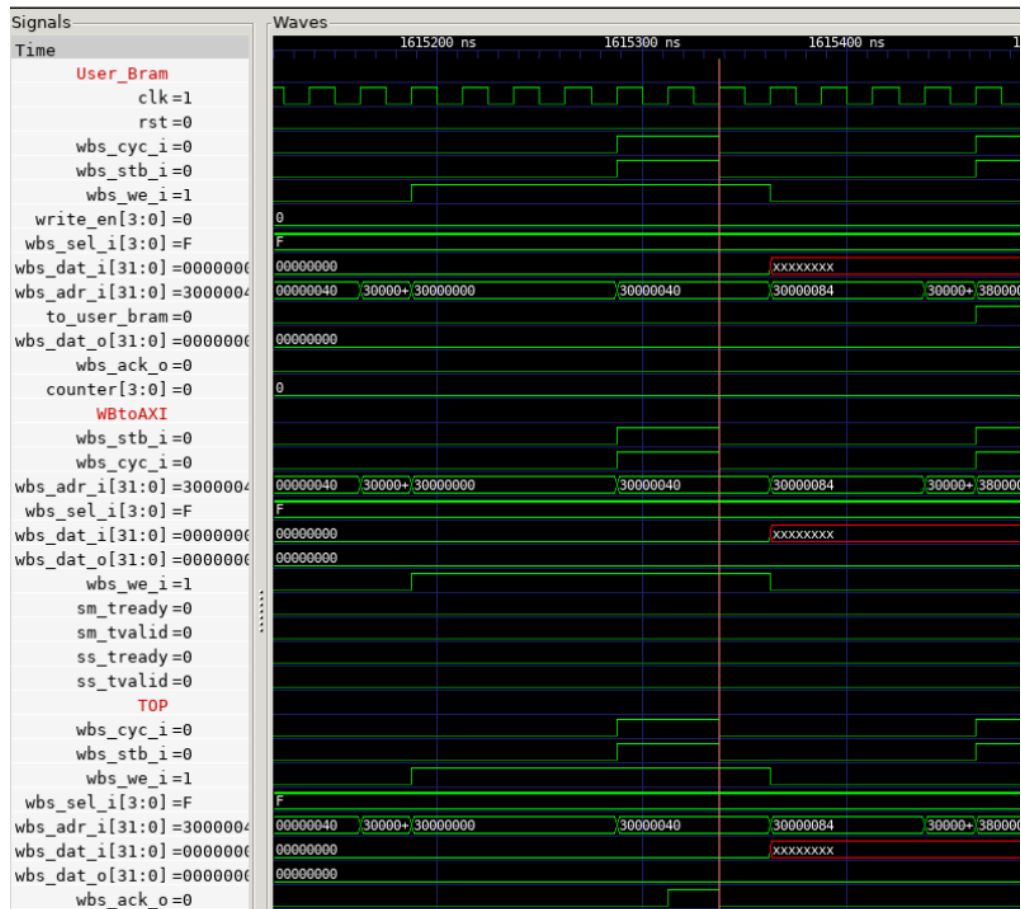 Signals Waves
Time 1615200 ns 1615300 ns 1615400 ns 1
User_Bram
clk=1
rst=0
wbs_cyc_i=0
wbs_stb_i=0
wbs_we_i=1
write_en[3:0]=0 0
wbs_sel_i[3:0]=F F
wbs_dat_i[31:0]=0000000 00000000 xxxxxxxx
wbs_adr_i[31:0]=3000004 00000040 30000+ 30000000 30000040 30000084 30000+ 38000
to_user_bram=0
wbs_dat_o[31:0]=0000000 00000000
wbs_ack_o=0
counter[3:0]=0 0
WBtoAXI
wbs_stb_i=0
wbs_cyc_i=0
wbs_adr_i[31:0]=3000004 00000040 30000+ 30000000 30000040 30000084 30000+ 38000
wbs_sel_i[3:0]=F F
wbs_dat_i[31:0]=0000000 00000000 xxxxxxxx
wbs_dat_o[31:0]=0000000 00000000
wbs_we_i=1
sm_tready=0
sm_tvalid=0
ss_tready=0
ss_tvalid=0
TOP
wbs_cyc_i=0
wbs_stb_i=0
wbs_we_i=1
wbs_sel_i[3:0]=F F
wbs_adr_i[31:0]=3000004 00000040 30000+ 30000000 30000040 30000084 30000+ 38000
wbs_dat_i[31:0]=0000000 00000000 xxxxxxxx
wbs_dat_o[31:0]=0000000 00000000
wbs_ack_o=0